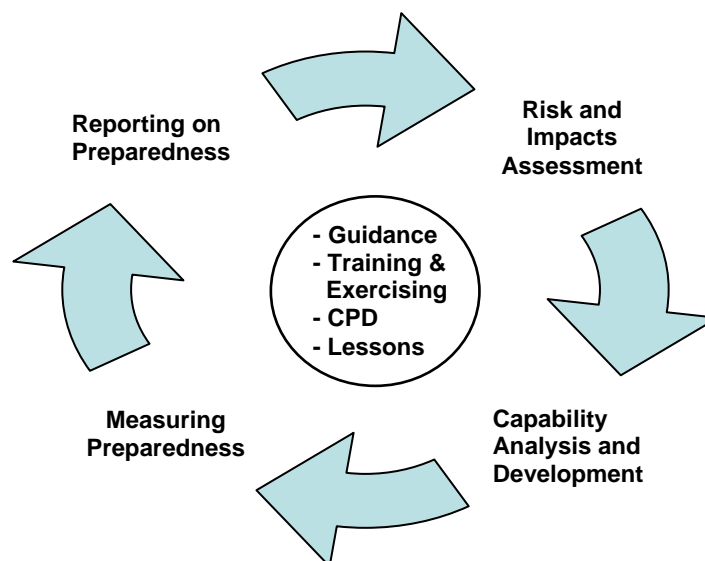 Reporting on
Preparedness
Risk and
Impacts
Assessment
- Guidance
- Training &
Exercising
- CPD
- Lessons
Measuring
Preparedness
Capability
Analysis and
Development